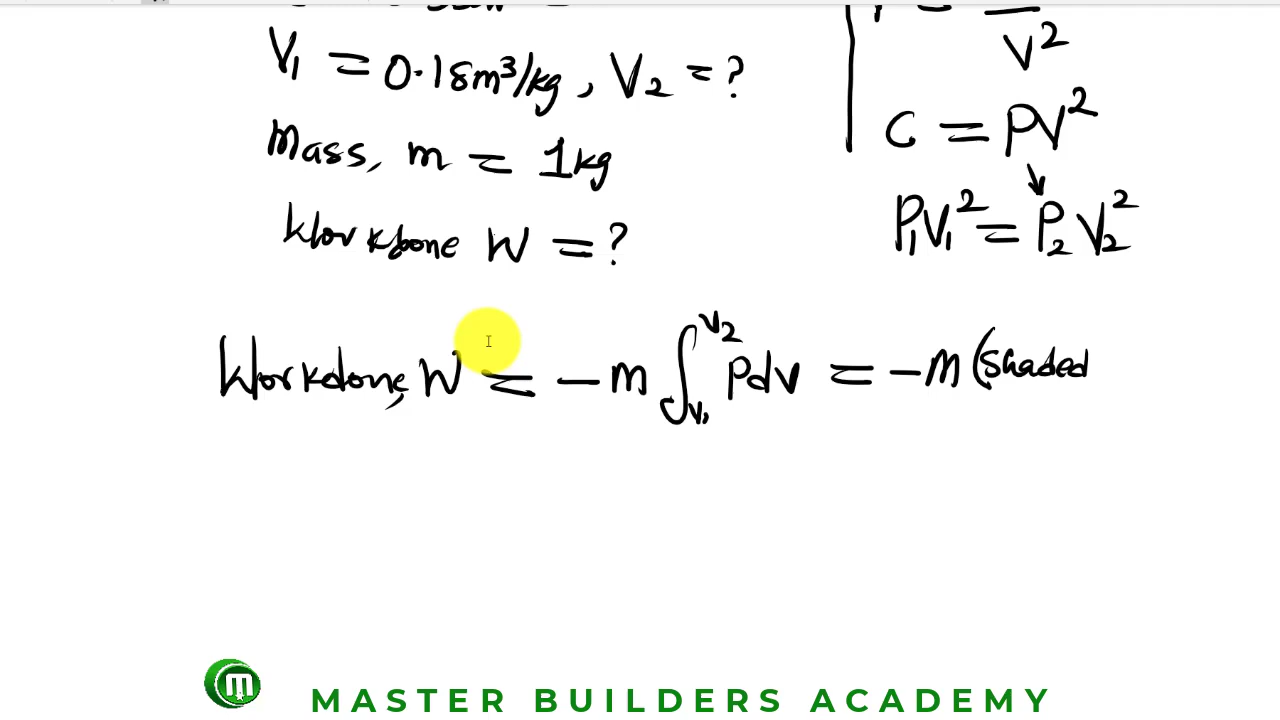 V₁ = 0.18m³/kg, V₂ = ?
V²
Mass, m = 1kg
C = PV²
Workdone W = ?
P₁V₁² = P₂V₂²
Workdone, W = -m ∫V₁V₂ Pdv = -m (shaded
m MASTER BUILDERS ACADEMY